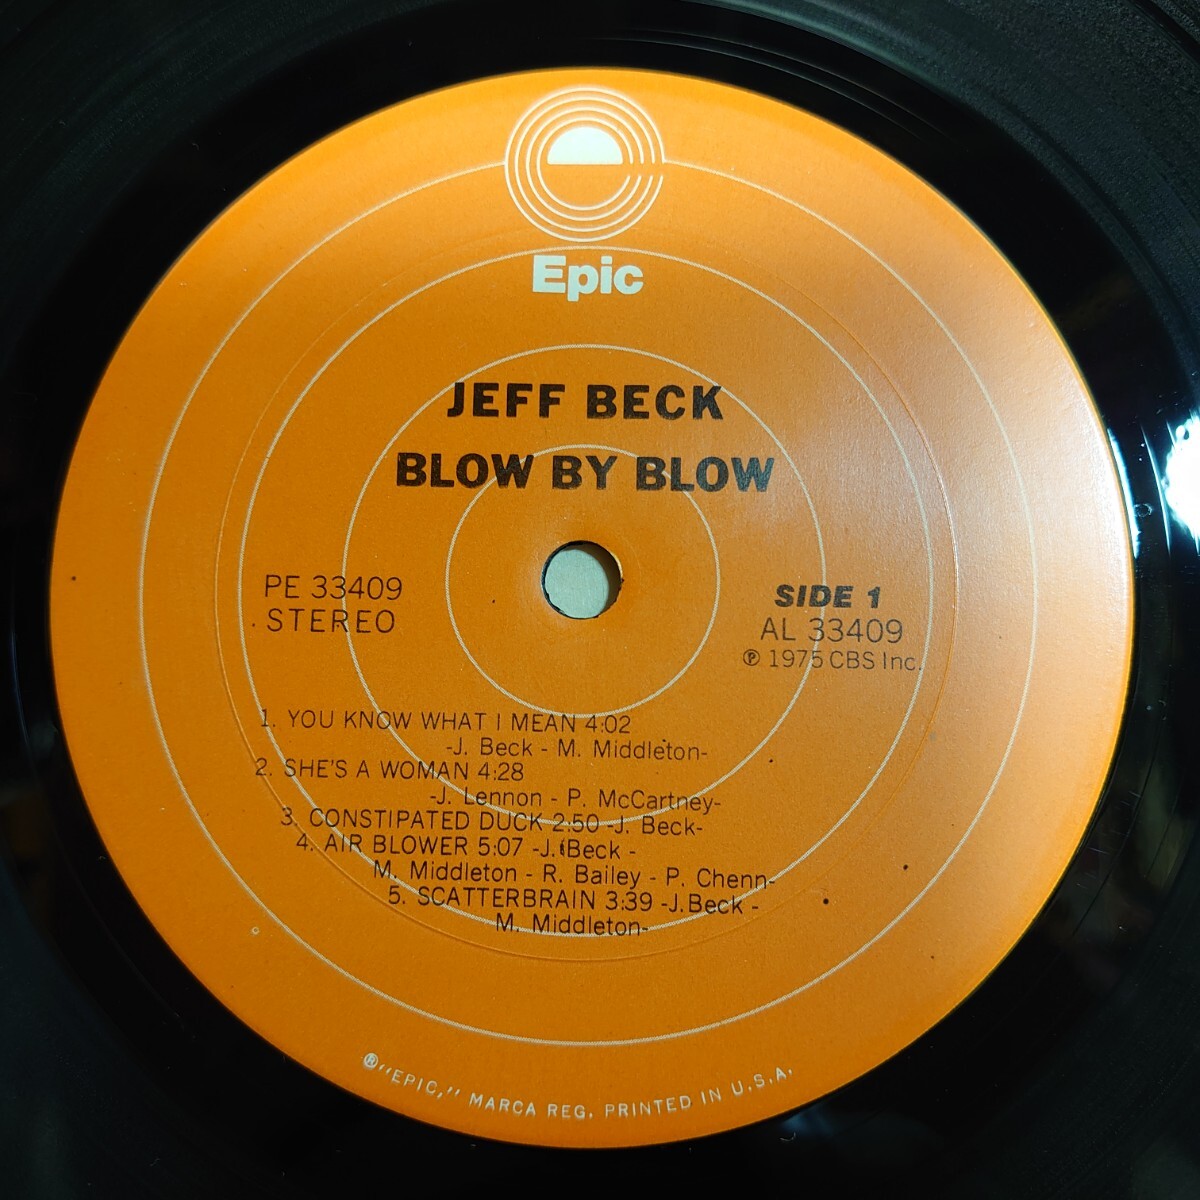 Epic
JEFF BECK
BLOW BY BLOW
PE 33409
STEREO
SIDE 1
AL 33409
℗ 1975 CBS Inc.
1. YOU KNOW WHAT I MEAN 4:02
-J. Beck - M. Middleton-
2. SHE'S A WOMAN 4:28
-J. Lennon - P. McCartney-
3. CONSTIPATED DUCK 2:50 -J. Beck-
4. AIR BLOWER 5:07 -J. Beck -
M. Middleton - R. Bailey - P. Chenn-
5. SCATTERBRAIN 3:39 -J. Beck -
M. Middleton-
® "EPIC," MARCA REG. PRINTED IN U.S.A.